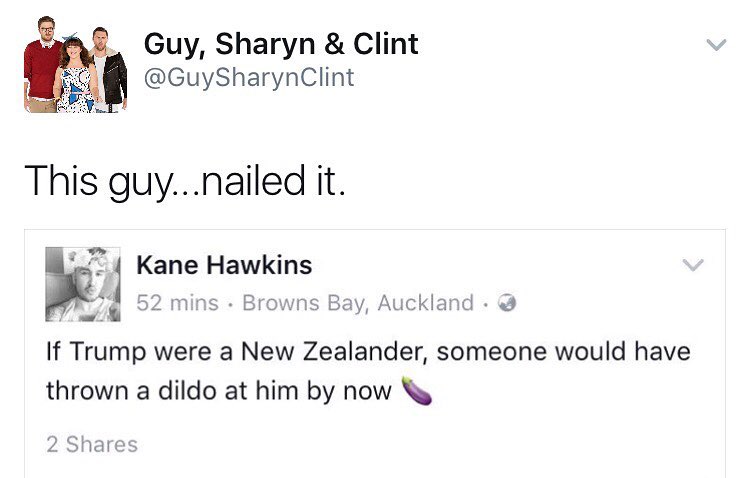 Guy, Sharyn & Clint
@GuySharynClint
This guy...nailed it.
Kane Hawkins
52 mins · Browns Bay, Auckland ·
If Trump were a New Zealander, someone would have
thrown a dildo at him by now 🍆
2 Shares